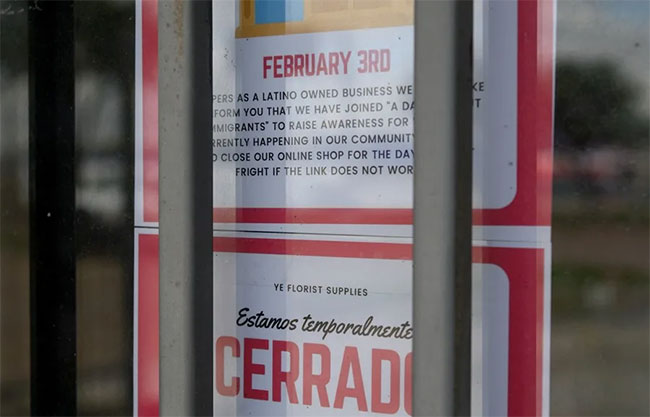 FEBRUARY 3RD
PERS AS A LATINO OWNED BUSINESS WE KE
FORM YOU THAT WE HAVE JOINED "A DA UT
MMIGRANTS" TO RAISE AWARENESS FOR
RRENTLY HAPPENING IN OUR COMMUNITY
D CLOSE OUR ONLINE SHOP FOR THE DAY
FRIGHT IF THE LINK DOES NOT WOR
YE FLORIST SUPPLIES
Estamos temporalmente
CERRADO